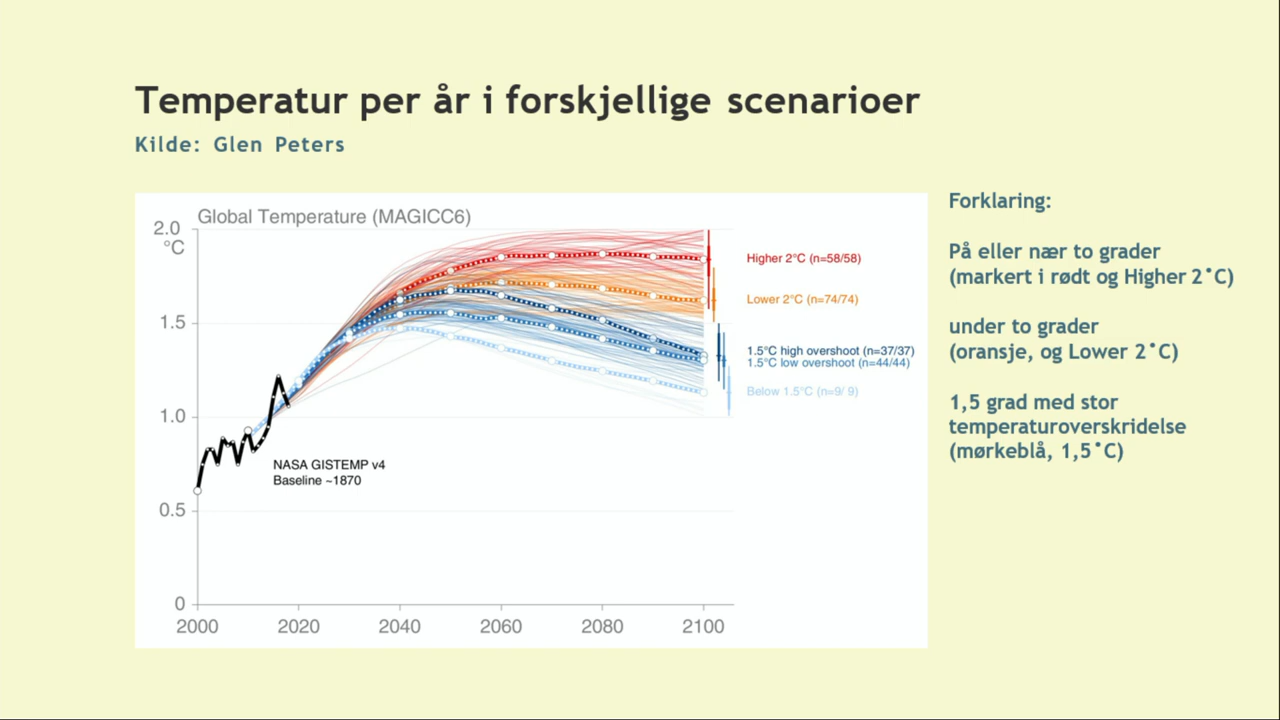 Temperatur per år i forskjellige scenarioer
Kilde: Glen Peters
Global Temperature (MAGICC6)
2.0
°C
1.5
1.0
0.5
0
2000
2020
2040
2060
2080
2100
NASA GISTEMP v4
Baseline ~1870
Higher 2°C (n=58/58)
Lower 2°C (n=74/74)
1.5°C high overshoot (n=37/37)
1.5°C low overshoot (n=44/44)
Below 1.5°C (n=9/ 9)
Forklaring:
På eller nær to grader
(markert i rødt og Higher 2˚C)
under to grader
(oransje, og Lower 2˚C)
1,5 grad med stor
temperaturoverskridelse
(mørkeblå, 1,5˚C)